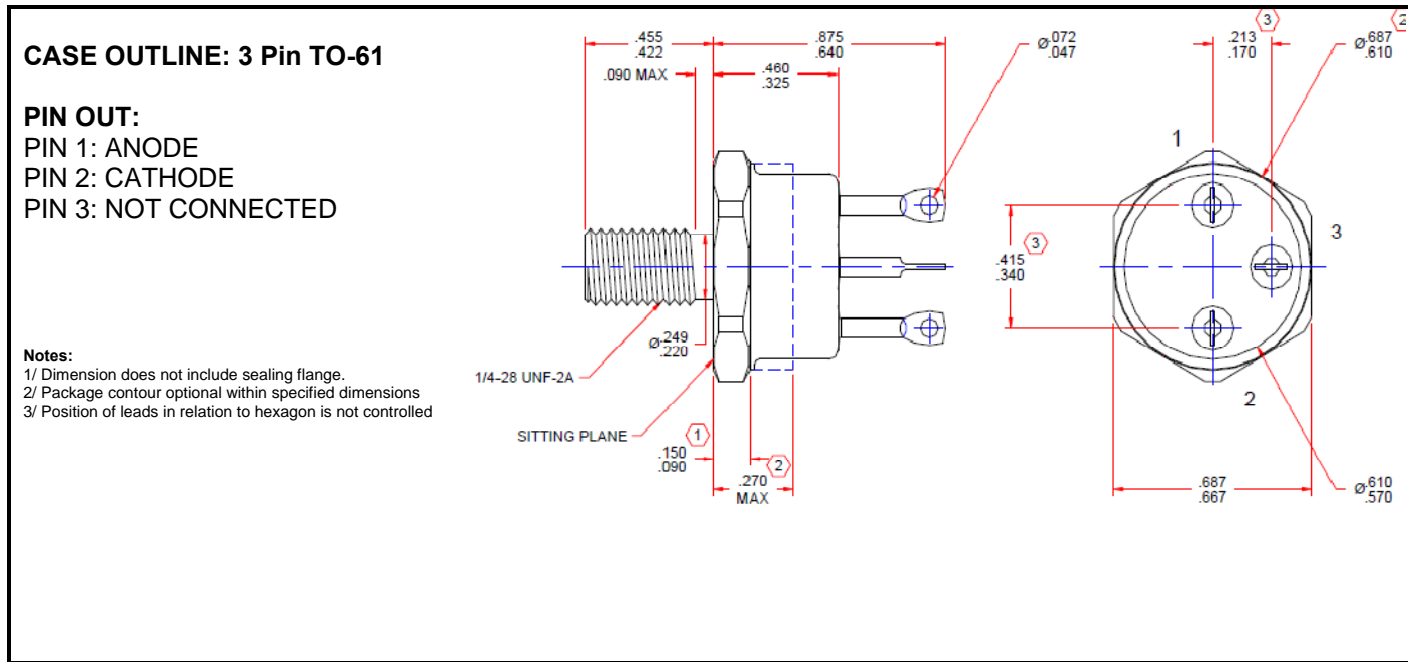 CASE OUTLINE: 3 Pin TO-61
PIN OUT:
PIN 1: ANODE
PIN 2: CATHODE
PIN 3: NOT CONNECTED
Notes:
1/ Dimension does not include sealing flange.
2/ Package contour optional within specified dimensions
3/ Position of leads in relation to hexagon is not controlled
.455
.422
.875
.640
.090 MAX
.460
.325
Ø.072
.047
Ø.249
.220
1/4-28 UNF-2A
SITTING PLANE
1
.150
.090
2
.270
MAX
3
.213
.170
2
Ø.687
.610
1
3
.415
.340
3
2
.687
.667
Ø.610
.570